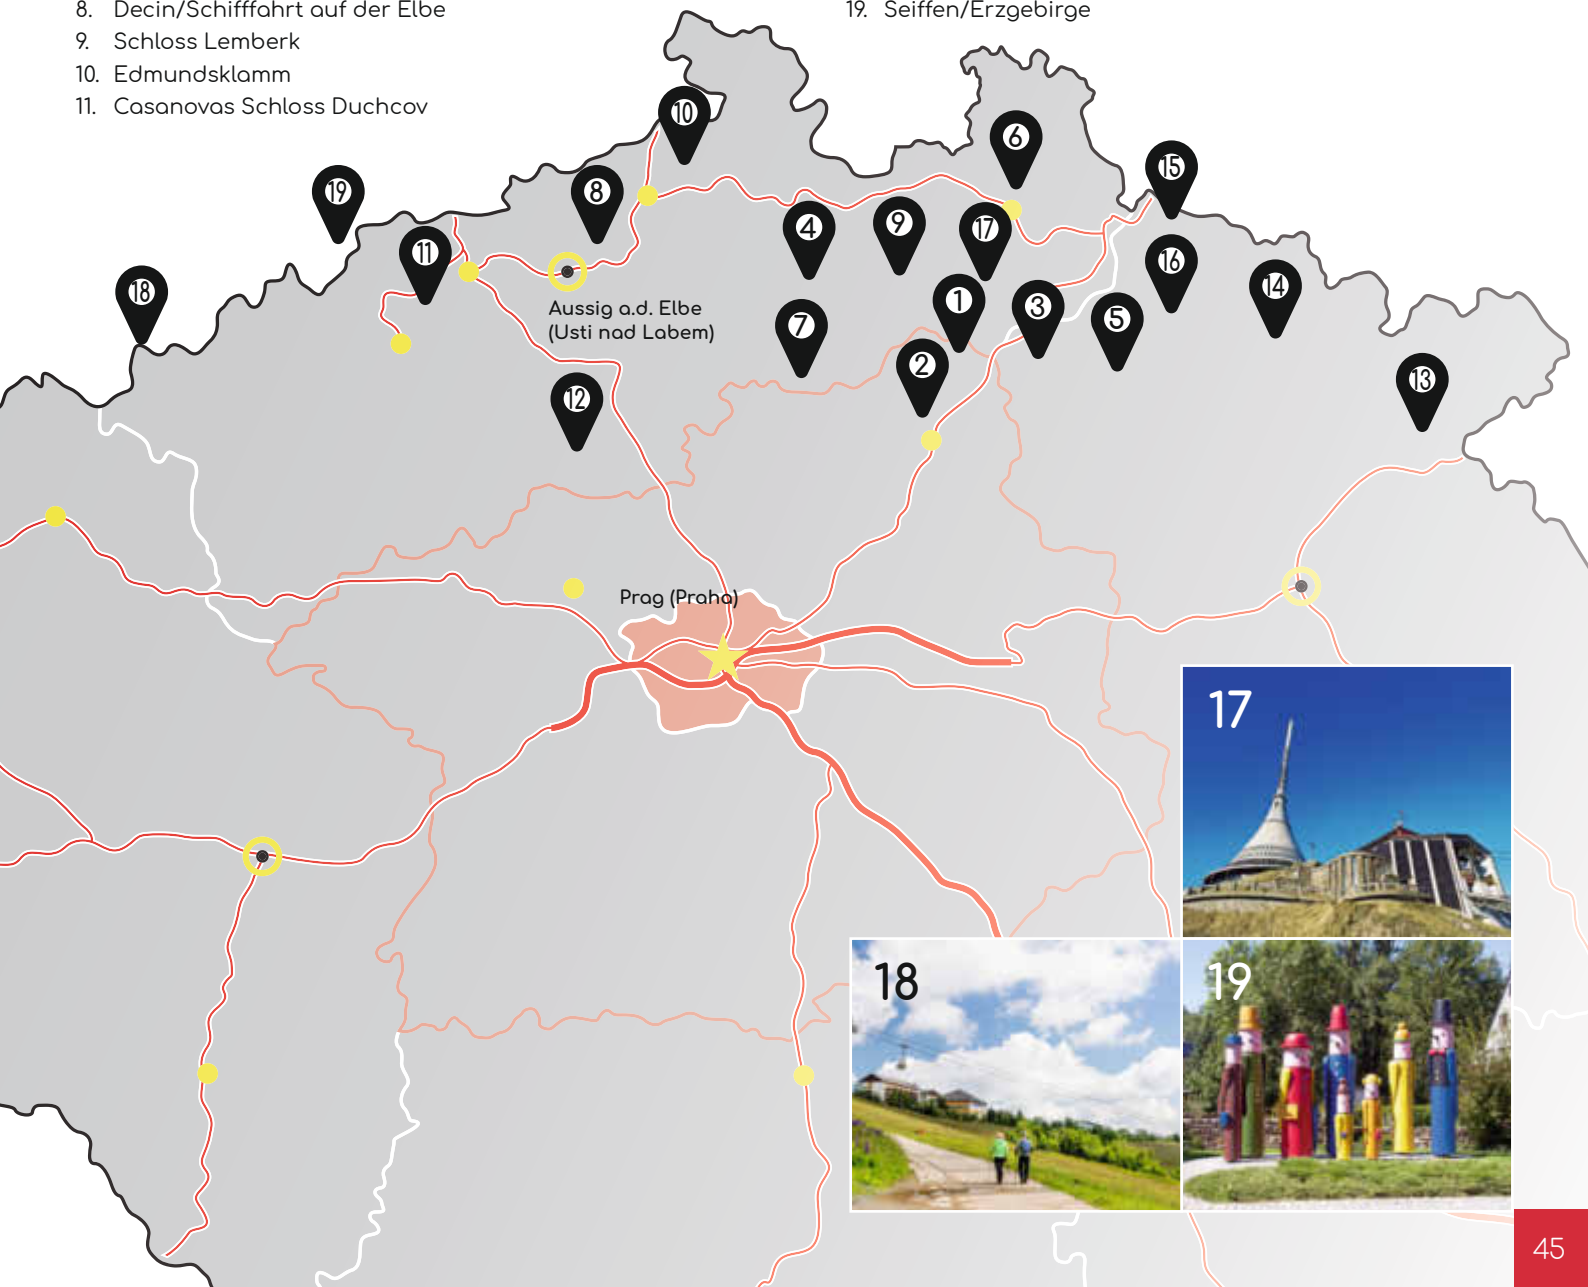 8. Decin/Schifffahrt auf der Elbe
9. Schloss Lemberk
10. Edmundsklamm
11. Casanovas Schloss Duchcov
19. Seiffen/Erzgebirge
10
6
15
19
8
4
9
17
11
16
18
14
1
3
5
7
2
13
12
Aussig a.d. Elbe
(Usti nad Labem)
Prag (Praha)
17
18
19
45